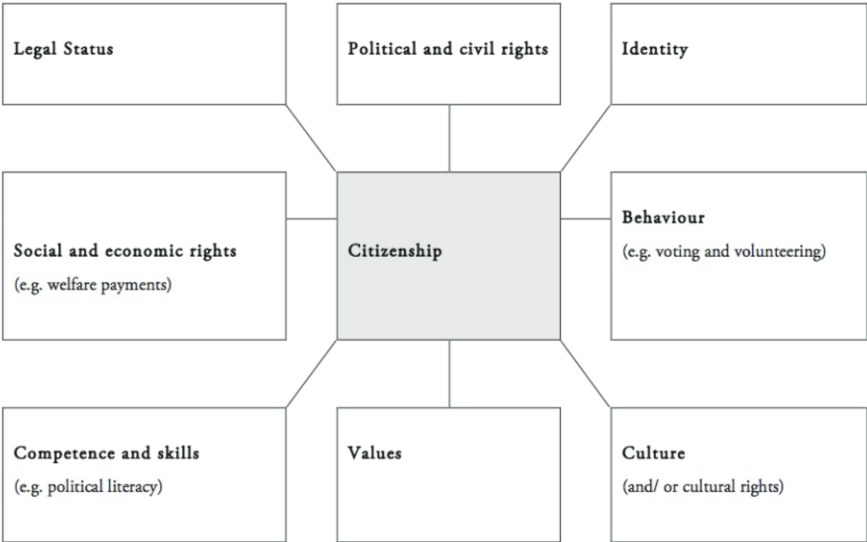 Legal Status
Political and civil rights
Identity
Social and economic rights
(e.g. welfare payments)
Citizenship
Behaviour
(e.g. voting and volunteering)
Competence and skills
(e.g. political literacy)
Values
Culture
(and/ or cultural rights)